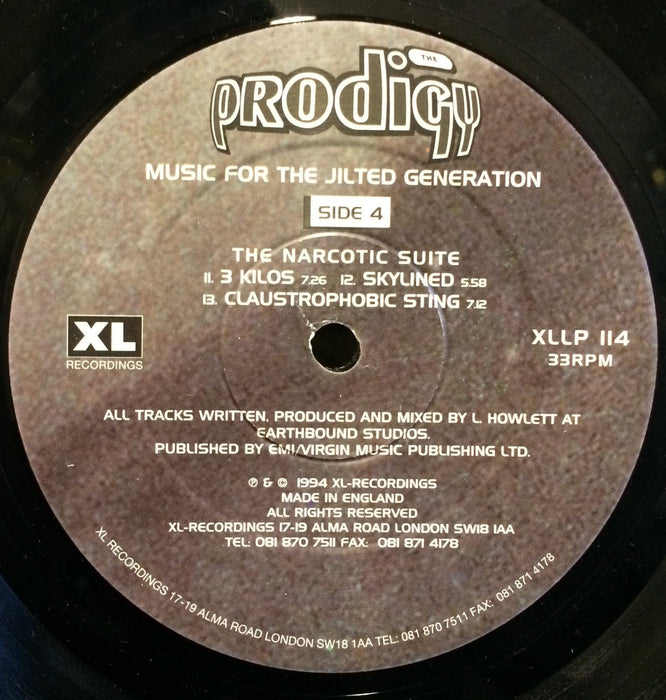 THE
PRODIGY
MUSIC FOR THE JILTED GENERATION
SIDE 4
THE NARCOTIC SUITE
11. 3 KILOS 7.26 12. SKYLINED 5.58
13. CLAUSTROPHOBIC STING 7.12
XL
RECORDINGS
XLLP 114
33RPM
ALL TRACKS WRITTEN, PRODUCED AND MIXED BY L. HOWLETT AT
EARTHBOUND STUDIOS.
PUBLISHED BY EMI/VIRGIN MUSIC PUBLISHING LTD.
℗ & © 1994 XL-RECORDINGS
MADE IN ENGLAND
ALL RIGHTS RESERVED
XL-RECORDINGS 17-19 ALMA ROAD LONDON SW18 1AA
TEL: 081 870 7511 FAX: 081 871 4178
XL RECORDINGS 17-19 ALMA ROAD LONDON SW18 1AA TEL: 081 870 7511 FAX: 081 871 4178